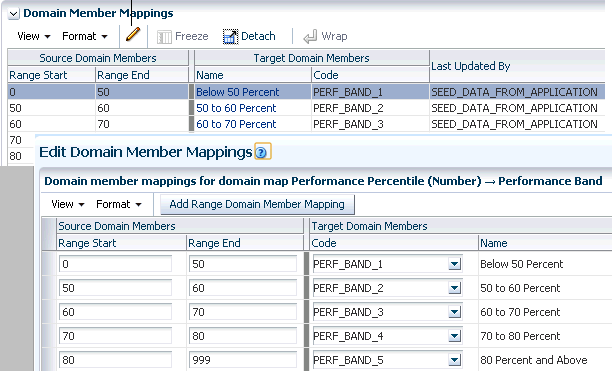 Domain Member Mappings
View Format Freeze Detach Wrap
Source Domain Members Target Domain Members Last Updated By
Range Start Range End Name Code
0 50 Below 50 Percent PERF_BAND_1 SEED_DATA_FROM_APPLICATION
50 60 50 to 60 Percent PERF_BAND_2 SEED_DATA_FROM_APPLICATION
60 70 60 to 70 Percent PERF_BAND_3 SEED_DATA_FROM_APPLICATION
70
80
Edit Domain Member Mappings ?
Domain member mappings for domain map Performance Percentile (Number) → Performance Band
View Format Add Range Domain Member Mapping
Source Domain Members Target Domain Members
Range Start Range End Code Name
0 50 PERF_BAND_1 Below 50 Percent
50 60 PERF_BAND_2 50 to 60 Percent
60 70 PERF_BAND_3 60 to 70 Percent
70 80 PERF_BAND_4 70 to 80 Percent
80 999 PERF_BAND_5 80 Percent and Above